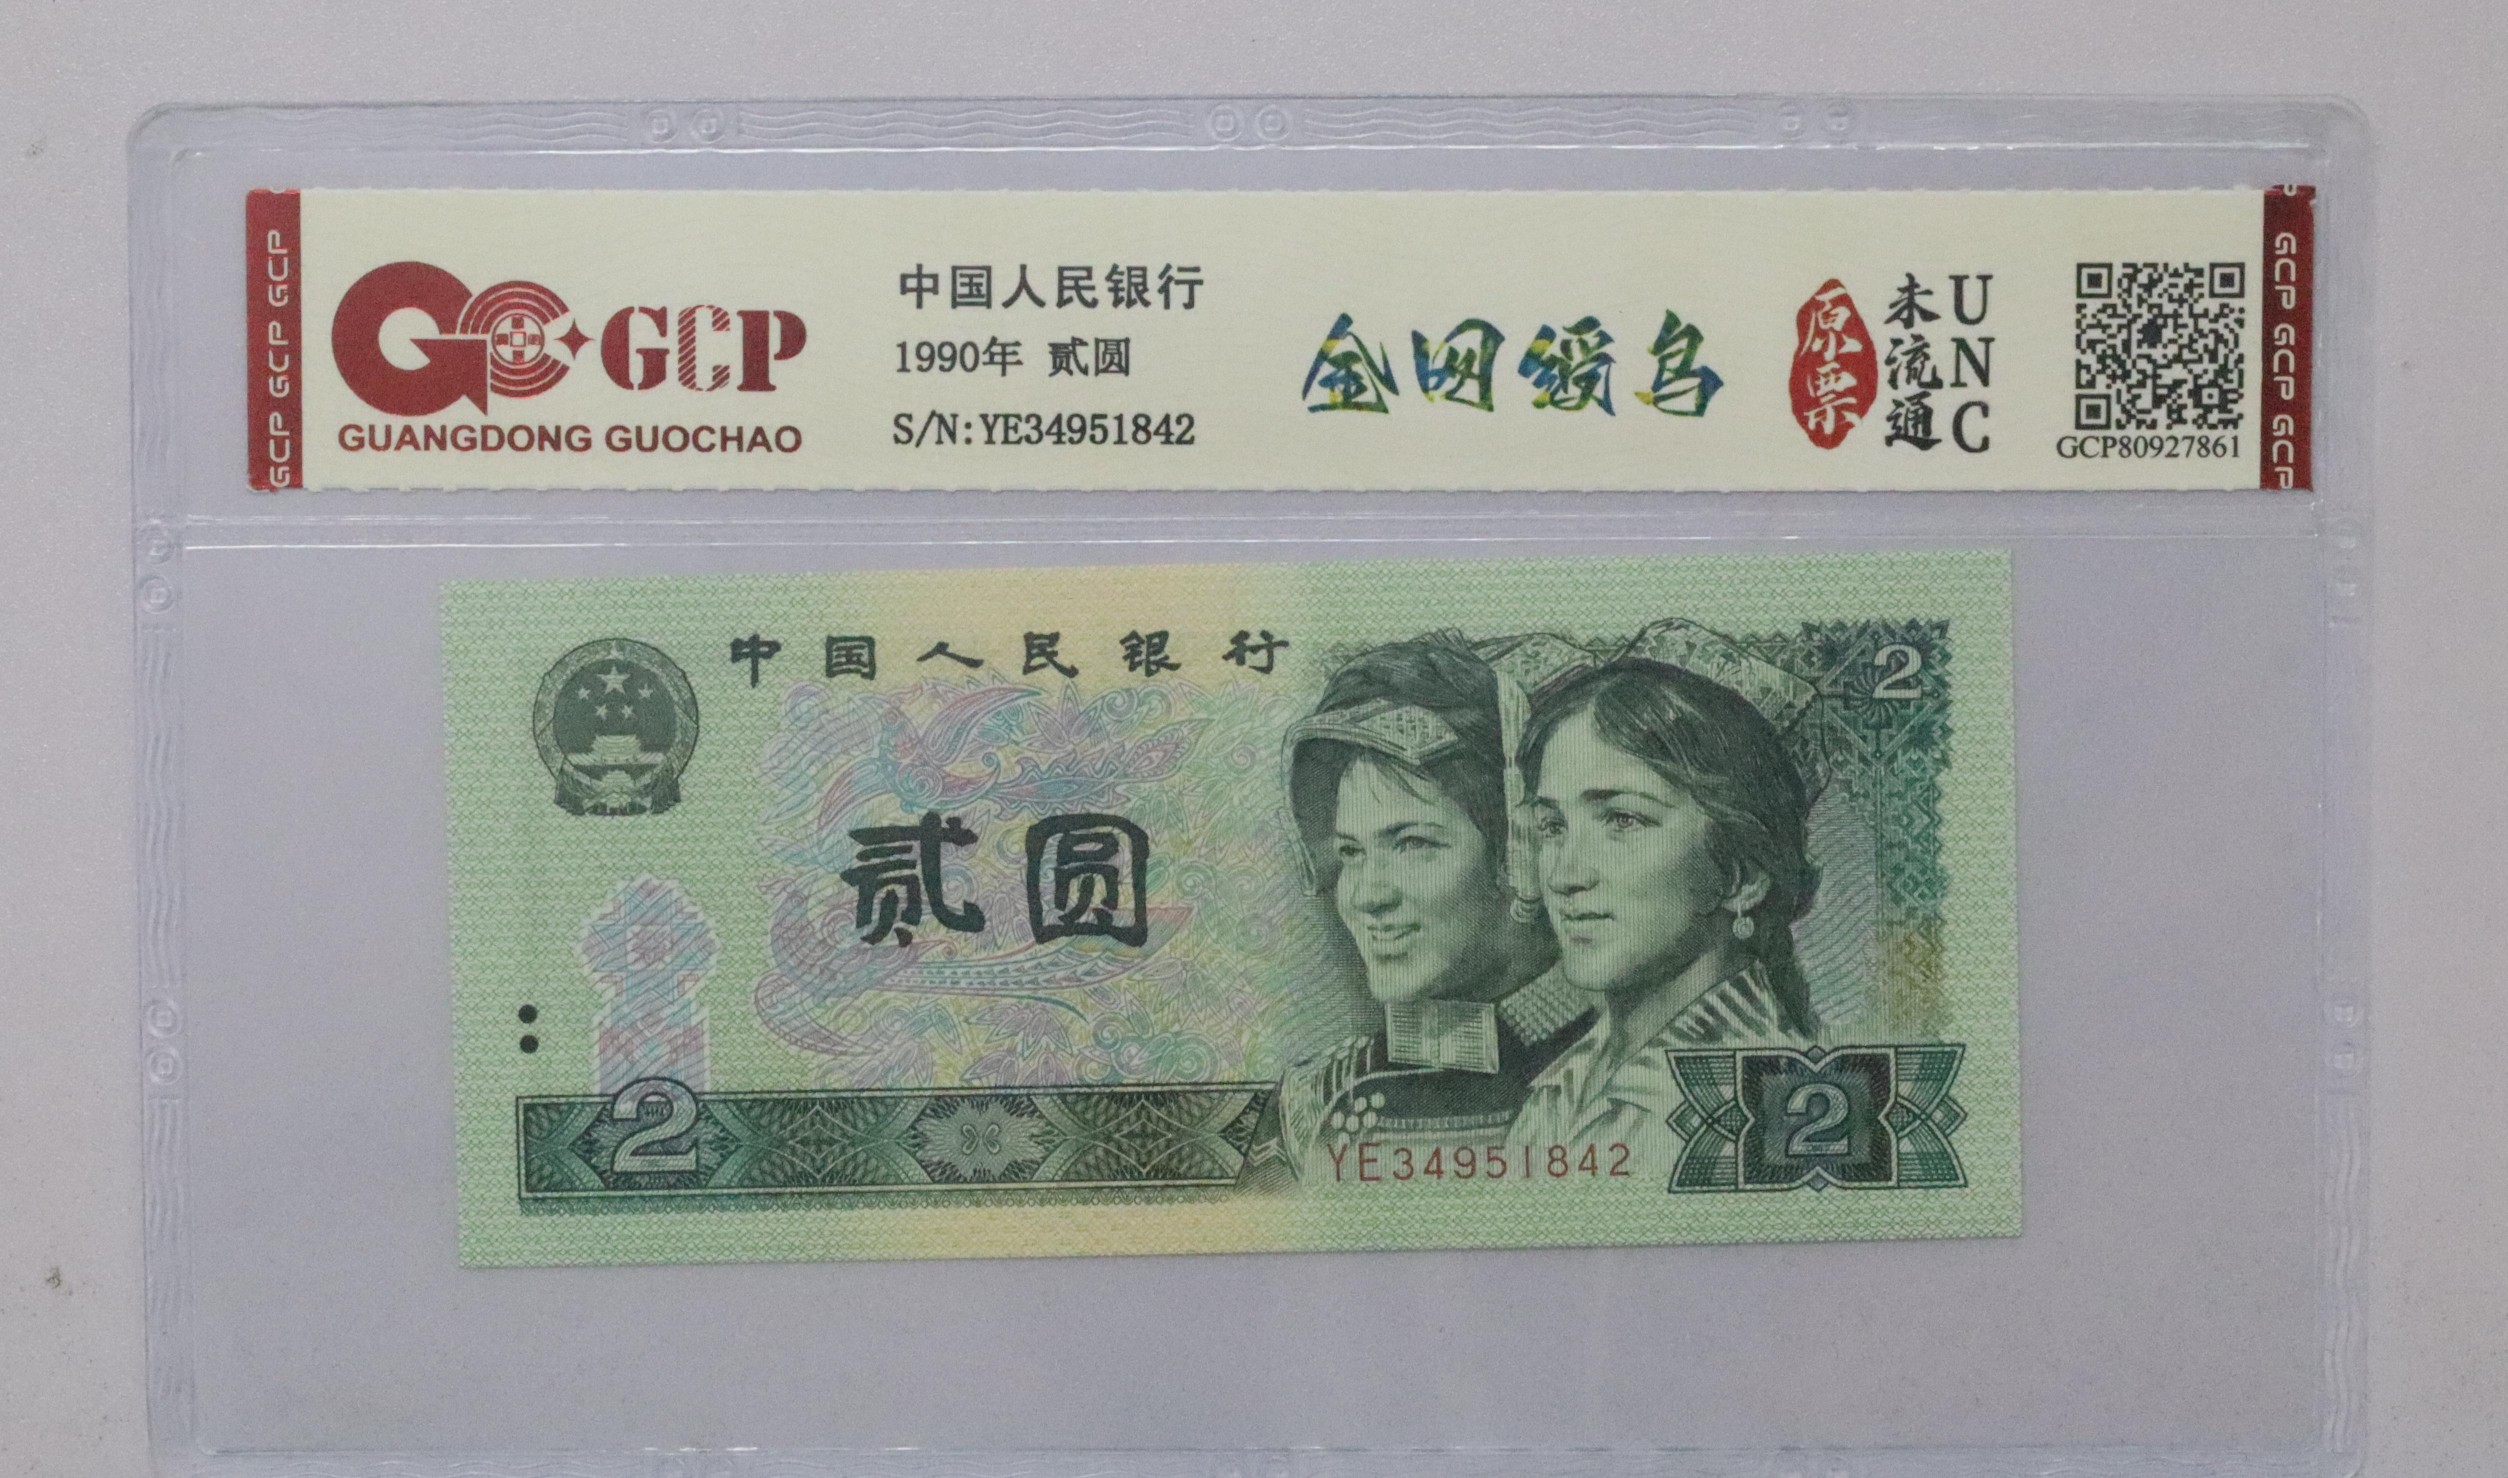 GCP GCP GCP
GCP
GUANGDONG GUOCHAO
中国人民银行
1990年 贰圆
S/N:YE34951842
金网绶鸟
原票
未流通
UNC
GCP80927861
GCP GCP GCP
中国人民银行
2
贰圆
2
YE34951842
2